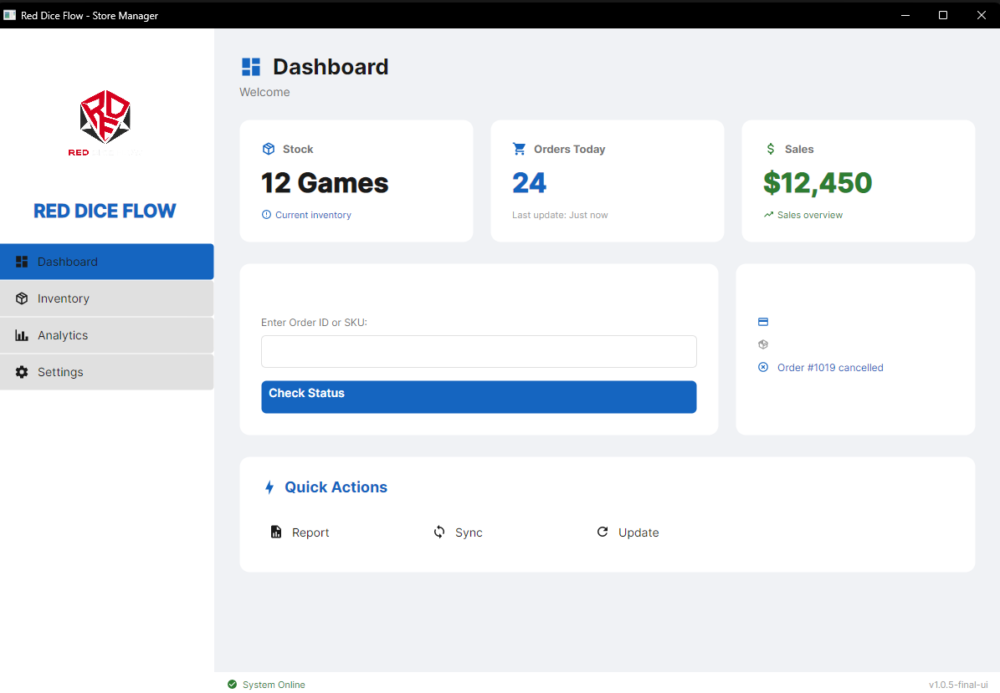 Red Dice Flow - Store Manager
RED
RED DICE FLOW
Dashboard
Inventory
Analytics
Settings
Dashboard
Welcome
Stock
12 Games
Current inventory
Orders Today
24
Last update: Just now
Sales
$12,450
Sales overview
Enter Order ID or SKU:
Check Status
Order #1019 cancelled
Quick Actions
Report
Sync
Update
System Online
v1.0.5-final-ui